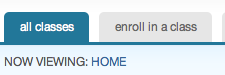 all classes
enroll in a class
NOW VIEWING: HOME